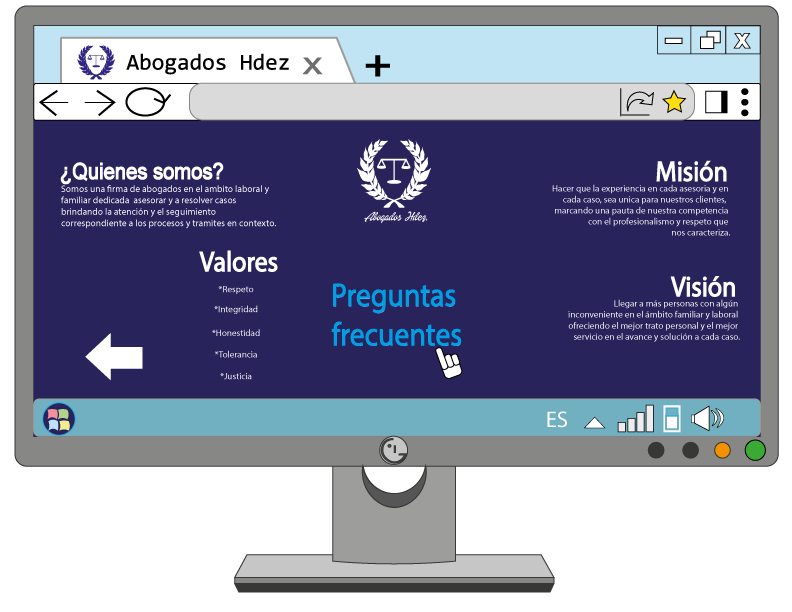 Abogados Hdez X
¿Quienes somos?
Somos una firma de abogados en el ambito laboral y
familiar dedicada asesorar y a resolver casos
brindando la atención y el seguimiento
correspondiente a los procesos y tramites en contexto.
Abogados Hdez.
Misión
Hacer que la experiencia en cada asesoria y en
cada caso, sea unica para nuestros clientes,
marcando una pauta de nuestra competencia
con el profesionalismo y respeto que
nos caracteriza.
Valores
*Respeto
*Integridad
*Honestidad
*Tolerancia
*Justicia
Preguntas
frecuentes
Visión
Llegar a más personas con algún
inconveniente en el ámbito familiar y laboral
ofreciendo el mejor trato personal y el mejor
servicio en el avance y solución a cada caso.
ES